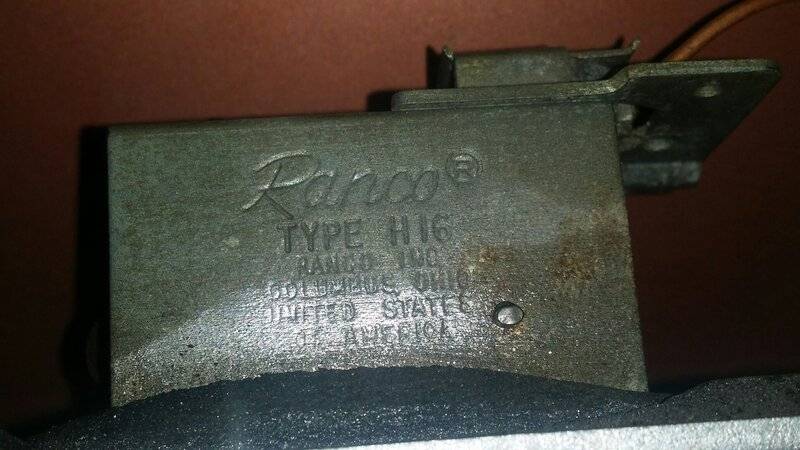 Ranco®
TYPE H16
RANCO INC.
COLUMBUS OHIO
UNITED STATES
OF AMERICA